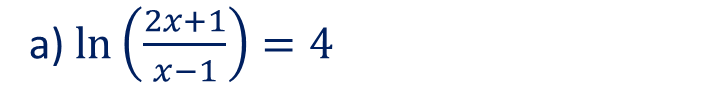 a) ln ((2x+1)/(x−1)) = 4